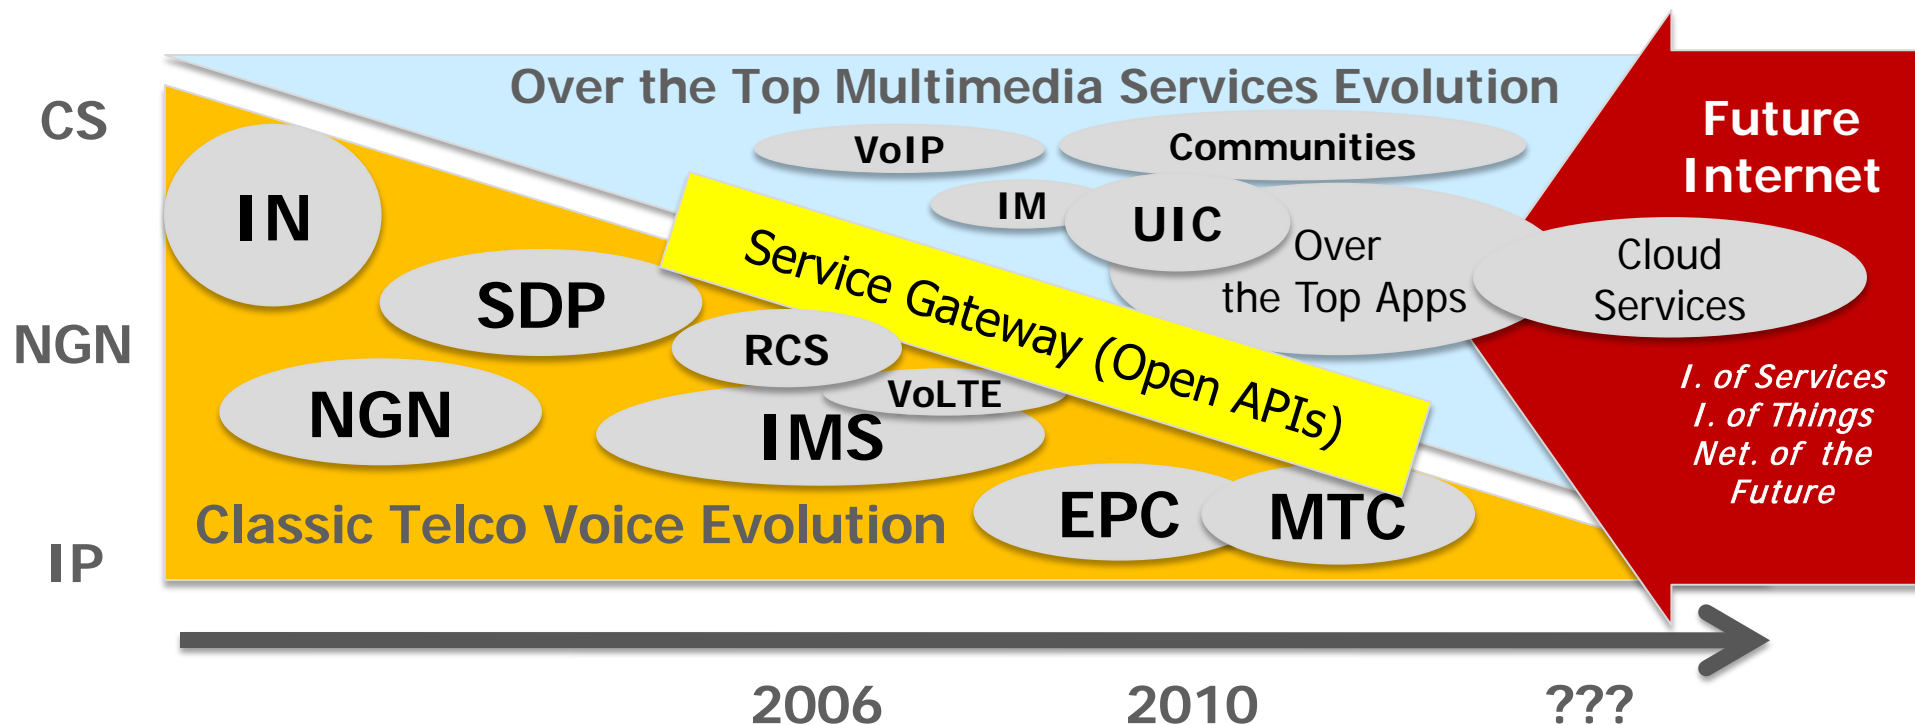 Over the Top Multimedia Services Evolution
CS
NGN
IP
VoIP
Communities
IM
UIC
Over
the Top Apps
Cloud
Services
Future
Internet
I. of Services
I. of Things
Net. of the
Future
IN
SDP
Service Gateway (Open APIs)
RCS
VoLTE
NGN
IMS
EPC
MTC
Classic Telco Voice Evolution
2006
2010
???